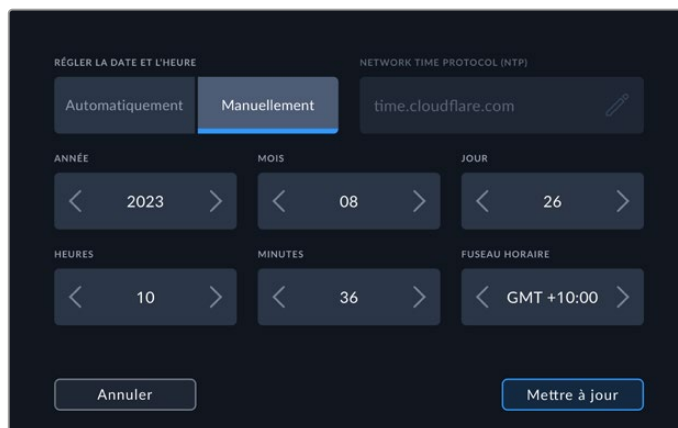 RÉGLER LA DATE ET L'HEURE
NETWORK TIME PROTOCOL (NTP)
Automatiquement
Manuellement
time.cloudflare.com
ANNÉE
MOIS
JOUR
2023
08
26
HEURES
MINUTES
FUSEAU HORAIRE
10
36
GMT +10:00
Annuler
Mettre à jour